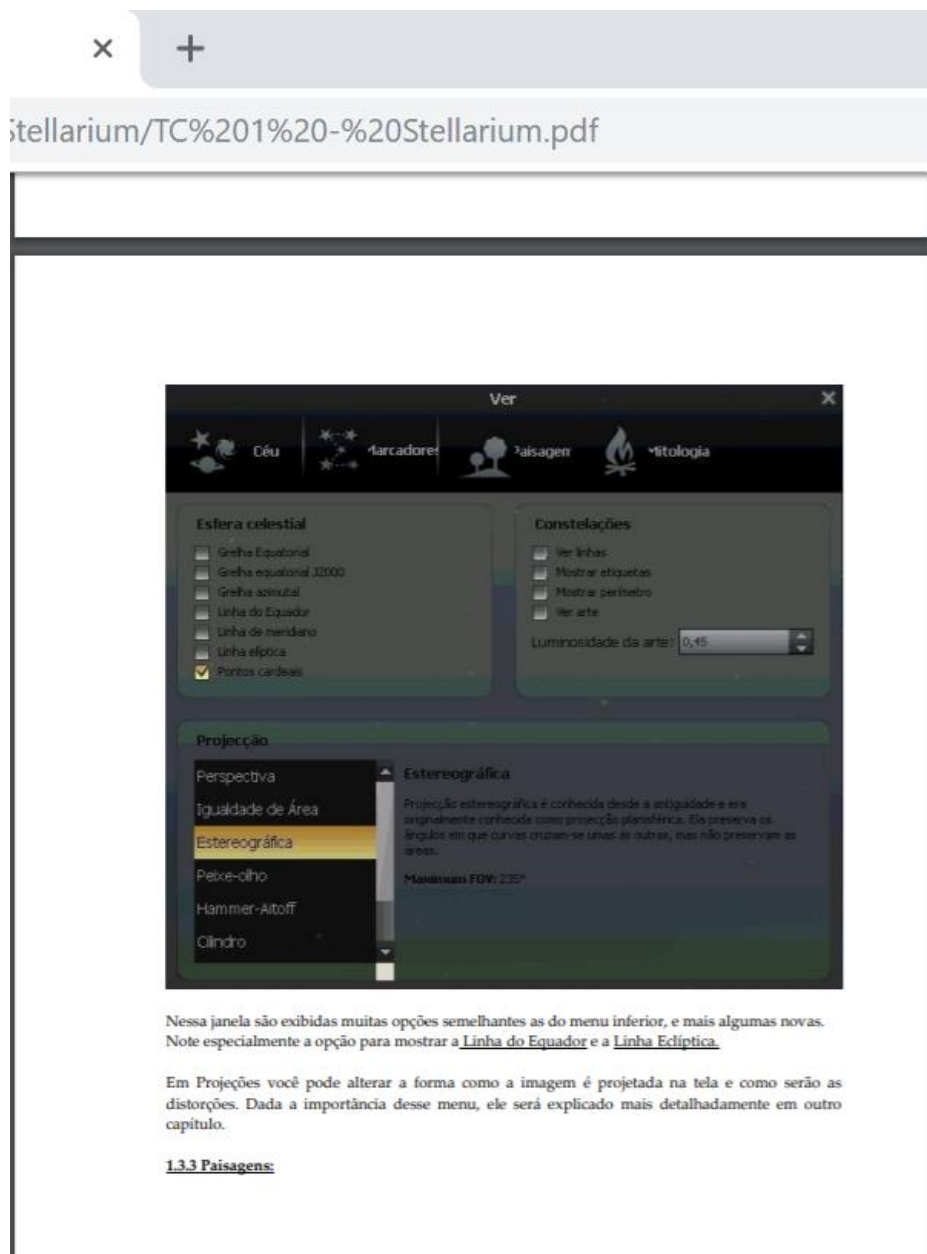 Stellarium/TC%201%20-%20Stellarium.pdf
Ver
Céu
Marcadores
Paisagem
Mitologia
Esfera celestial
Grelha Equatorial
Grelha equatorial J2000
Grelha azimutal
Linha do Equador
Linha de meridiano
Linha elíptica
Pontos cardeais
Constelações
Ver linhas
Mostrar etiquetas
Mostrar perímetro
Ver arte
Luminosidade da arte: 0,45
Projecção
Perspectiva
Igualdade de Área
Estereográfica
Peixe-olho
Hammer-Aitoff
Cilindro
Estereográfica
Projecção estereográfica é conhecida desde a antiguidade e era
originalmente conhecida como projecção planisférica. Ela preserva os
ângulos em que curvas cruzam-se umas às outras, mas não preservam as
áreas.
Maximum FOV: 235°
Nessa janela são exibidas muitas opções semelhantes as do menu inferior, e mais algumas novas.
Note especialmente a opção para mostrar a Linha do Equador e a Linha Eclíptica.
Em Projeções você pode alterar a forma como a imagem é projetada na tela e como serão as
distorções. Dada a importância desse menu, ele será explicado mais detalhadamente em outro
capítulo.
1.3.3 Paisagens: